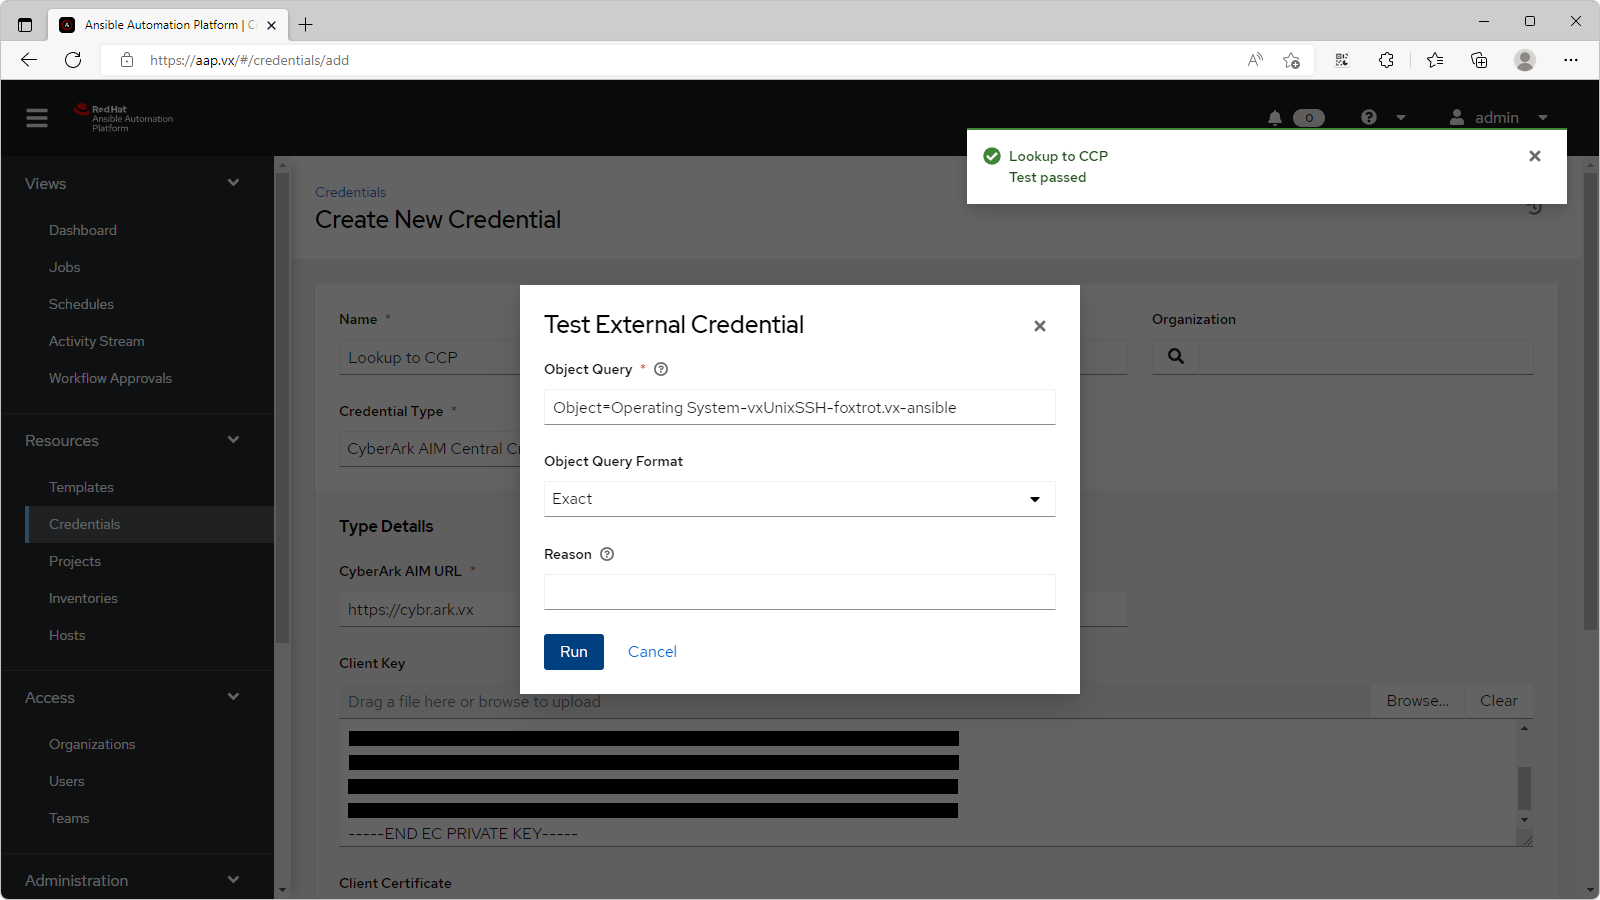 Ansible Automation Platform | C
https://aap.vx/#/credentials/add
Red Hat
Ansible Automation
Platform
0
admin
Lookup to CCP
Test passed
Views
Dashboard
Jobs
Schedules
Activity Stream
Workflow Approvals
Resources
Templates
Credentials
Projects
Inventories
Hosts
Access
Organizations
Users
Teams
Administration
Credentials
Create New Credential
Name *
Lookup to CCP
Organization
Credential Type *
CyberArk AIM Central C
Type Details
CyberArk AIM URL *
https://cybr.ark.vx
Client Key
Drag a file here or browse to upload
Browse...
Clear
-----END EC PRIVATE KEY-----
Client Certificate
Test External Credential
Object Query *
Object=Operating System-vxUnixSSH-foxtrot.vx-ansible
Object Query Format
Exact
Reason
Run
Cancel